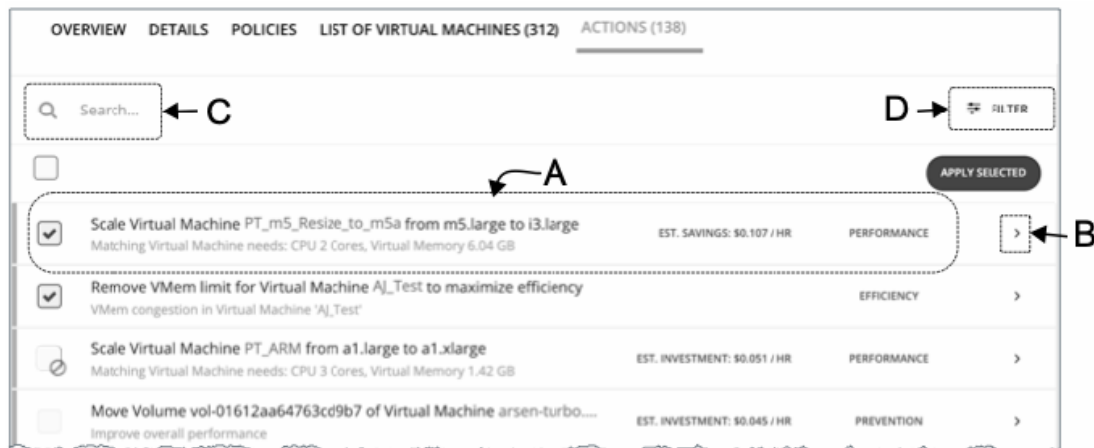 OVERVIEW DETAILS POLICIES LIST OF VIRTUAL MACHINES (312) ACTIONS (138)
Search... C D FILTER
A
APPLY SELECTED
Scale Virtual Machine PT_m5_Resize_to_m5a from m5.large to i3.large EST. SAVINGS: $0.107 / HR PERFORMANCE > B
Matching Virtual Machine needs: CPU 2 Cores, Virtual Memory 6.04 GB
Remove VMem limit for Virtual Machine AJ_Test to maximize efficiency EFFICIENCY >
VMem congestion in Virtual Machine 'AJ_Test'
Scale Virtual Machine PT_ARM from a1.large to a1.xlarge EST. INVESTMENT: $0.051 / HR PERFORMANCE >
Matching Virtual Machine needs: CPU 3 Cores, Virtual Memory 1.42 GB
Move Volume vol-01612aa64763cd9b7 of Virtual Machine arsen-turbo.... EST. INVESTMENT: $0.045 / HR PREVENTION >
Improve overall performance